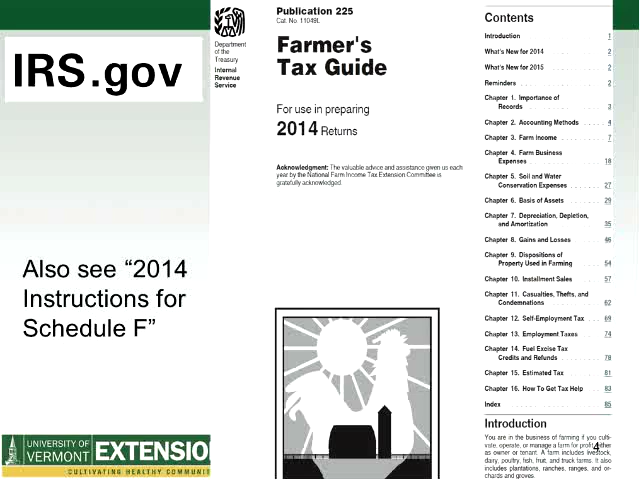 IRS.gov
Also see “2014
Instructions for
Schedule F”
UNIVERSITY OF
VERMONT
EXTENSIO
CULTIVATING HEALTHY COMMUNIT
Department
of the
Treasury
Internal
Revenue
Service
Publication 225
Cat. No. 11049L
Farmer's
Tax Guide
For use in preparing
2014 Returns
Acknowledgment: The valuable advice and assistance given us each
year by the National Farm Income Tax Extension Committee is
gratefully acknowledged.
Contents
Introduction . . . . . . . . . . . 1
What's New for 2014 . . . . . . . 2
What's New for 2015 . . . . . . . 2
Reminders . . . . . . . . . . . . 2
Chapter 1. Importance of
Records . . . . . . . . . . . . 3
Chapter 2. Accounting Methods . . . . . 4
Chapter 3. Farm Income . . . . . . . . 7
Chapter 4. Farm Business
Expenses . . . . . . . . . . . 18
Chapter 5. Soil and Water
Conservation Expenses . . . . . . . 27
Chapter 6. Basis of Assets . . . . . . 29
Chapter 7. Depreciation, Depletion,
and Amortization . . . . . . . . 35
Chapter 8. Gains and Losses . . . . 46
Chapter 9. Dispositions of
Property Used in Farming . . . . 54
Chapter 10. Installment Sales . . . 57
Chapter 11. Casualties, Thefts, and
Condemnations . . . . . . . . . 62
Chapter 12. Self-Employment Tax . . . 69
Chapter 13. Employment Taxes . . . 74
Chapter 14. Fuel Excise Tax
Credits and Refunds . . . . . . . 78
Chapter 15. Estimated Tax . . . . . 81
Chapter 16. How To Get Tax Help . . 83
Index . . . . . . . . . . . . . 85
Introduction
You are in the business of farming if you culti-
vate, operate, or manage a farm for profit, either
as owner or tenant. A farm includes livestock,
dairy, poultry, fish, fruit, and truck farms. It also
includes plantations, ranches, ranges, and or-
chards and groves.
4